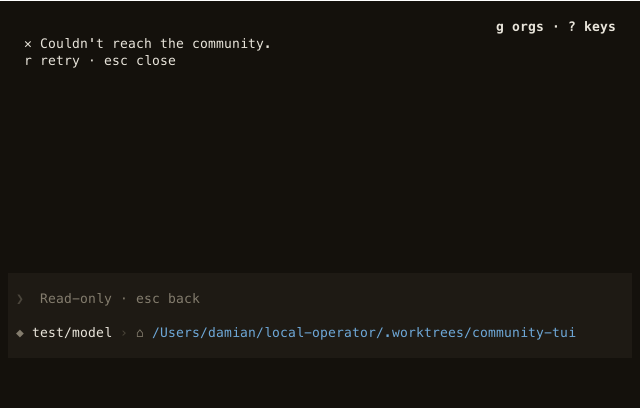 g orgs · ? keys
× Couldn't reach the community.
r retry · esc close
❯ Read-only · esc back
◆ test/model › ⌂ /Users/damian/local-operator/.worktrees/community-tui